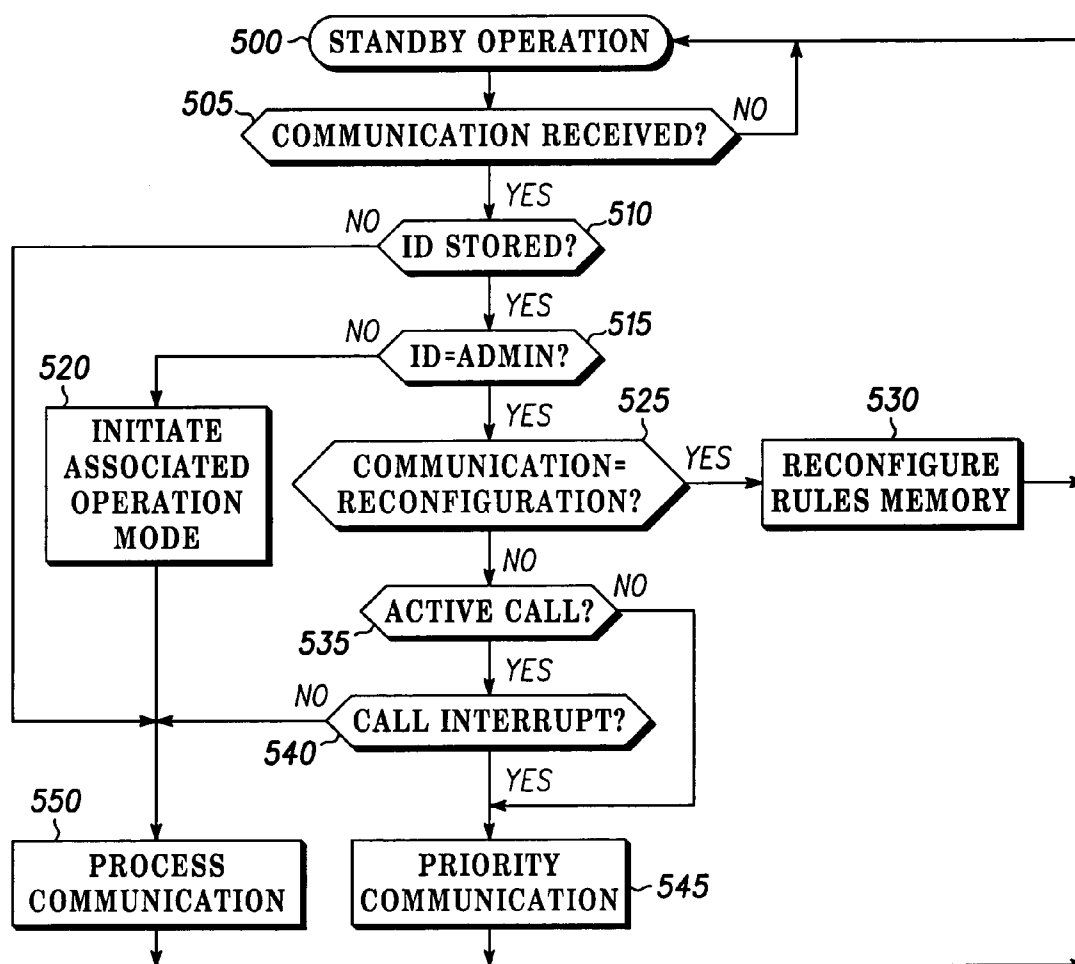 500
STANDBY OPERATION
505
COMMUNICATION RECEIVED?
NO
YES
NO
510
ID STORED?
YES
NO
515
ID=ADMIN?
520
YES
525
INITIATE
ASSOCIATED
OPERATION
MODE
COMMUNICATION=
RECONFIGURATION?
YES
530
RECONFIGURE
RULES MEMORY
NO
ACTIVE CALL?
NO
535
YES
NO
CALL INTERRUPT?
540
YES
550
PROCESS
COMMUNICATION
PRIORITY
COMMUNICATION
545